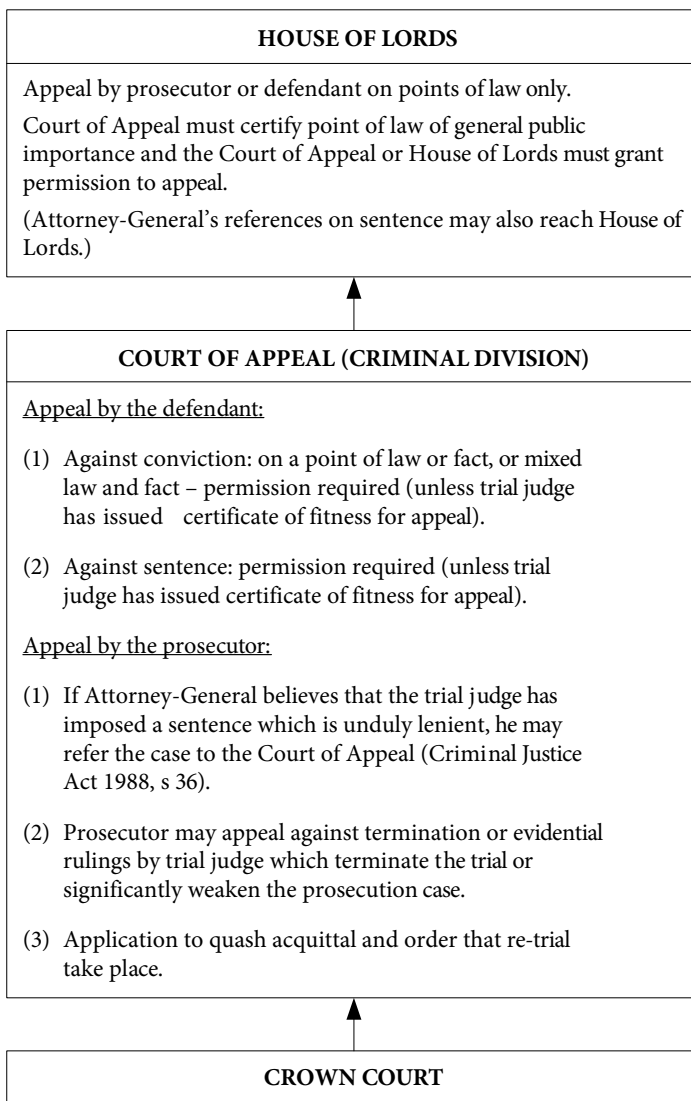 HOUSE OF LORDS
Appeal by prosecutor or defendant on points of law only.
Court of Appeal must certify point of law of general public
importance and the Court of Appeal or House of Lords must grant
permission to appeal.
(Attorney-General’s references on sentence may also reach House of
Lords.)
COURT OF APPEAL (CRIMINAL DIVISION)
Appeal by the defendant:
(1) Against conviction: on a point of law or fact, or mixed
law and fact – permission required (unless trial judge
has issued certificate of fitness for appeal).
(2) Against sentence: permission required (unless trial
judge has issued certificate of fitness for appeal).
Appeal by the prosecutor:
(1) If Attorney-General believes that the trial judge has
imposed a sentence which is unduly lenient, he may
refer the case to the Court of Appeal (Criminal Justice
Act 1988, s 36).
(2) Prosecutor may appeal against termination or evidential
rulings by trial judge which terminate the trial or
significantly weaken the prosecution case.
(3) Application to quash acquittal and order that re-trial
take place.
CROWN COURT